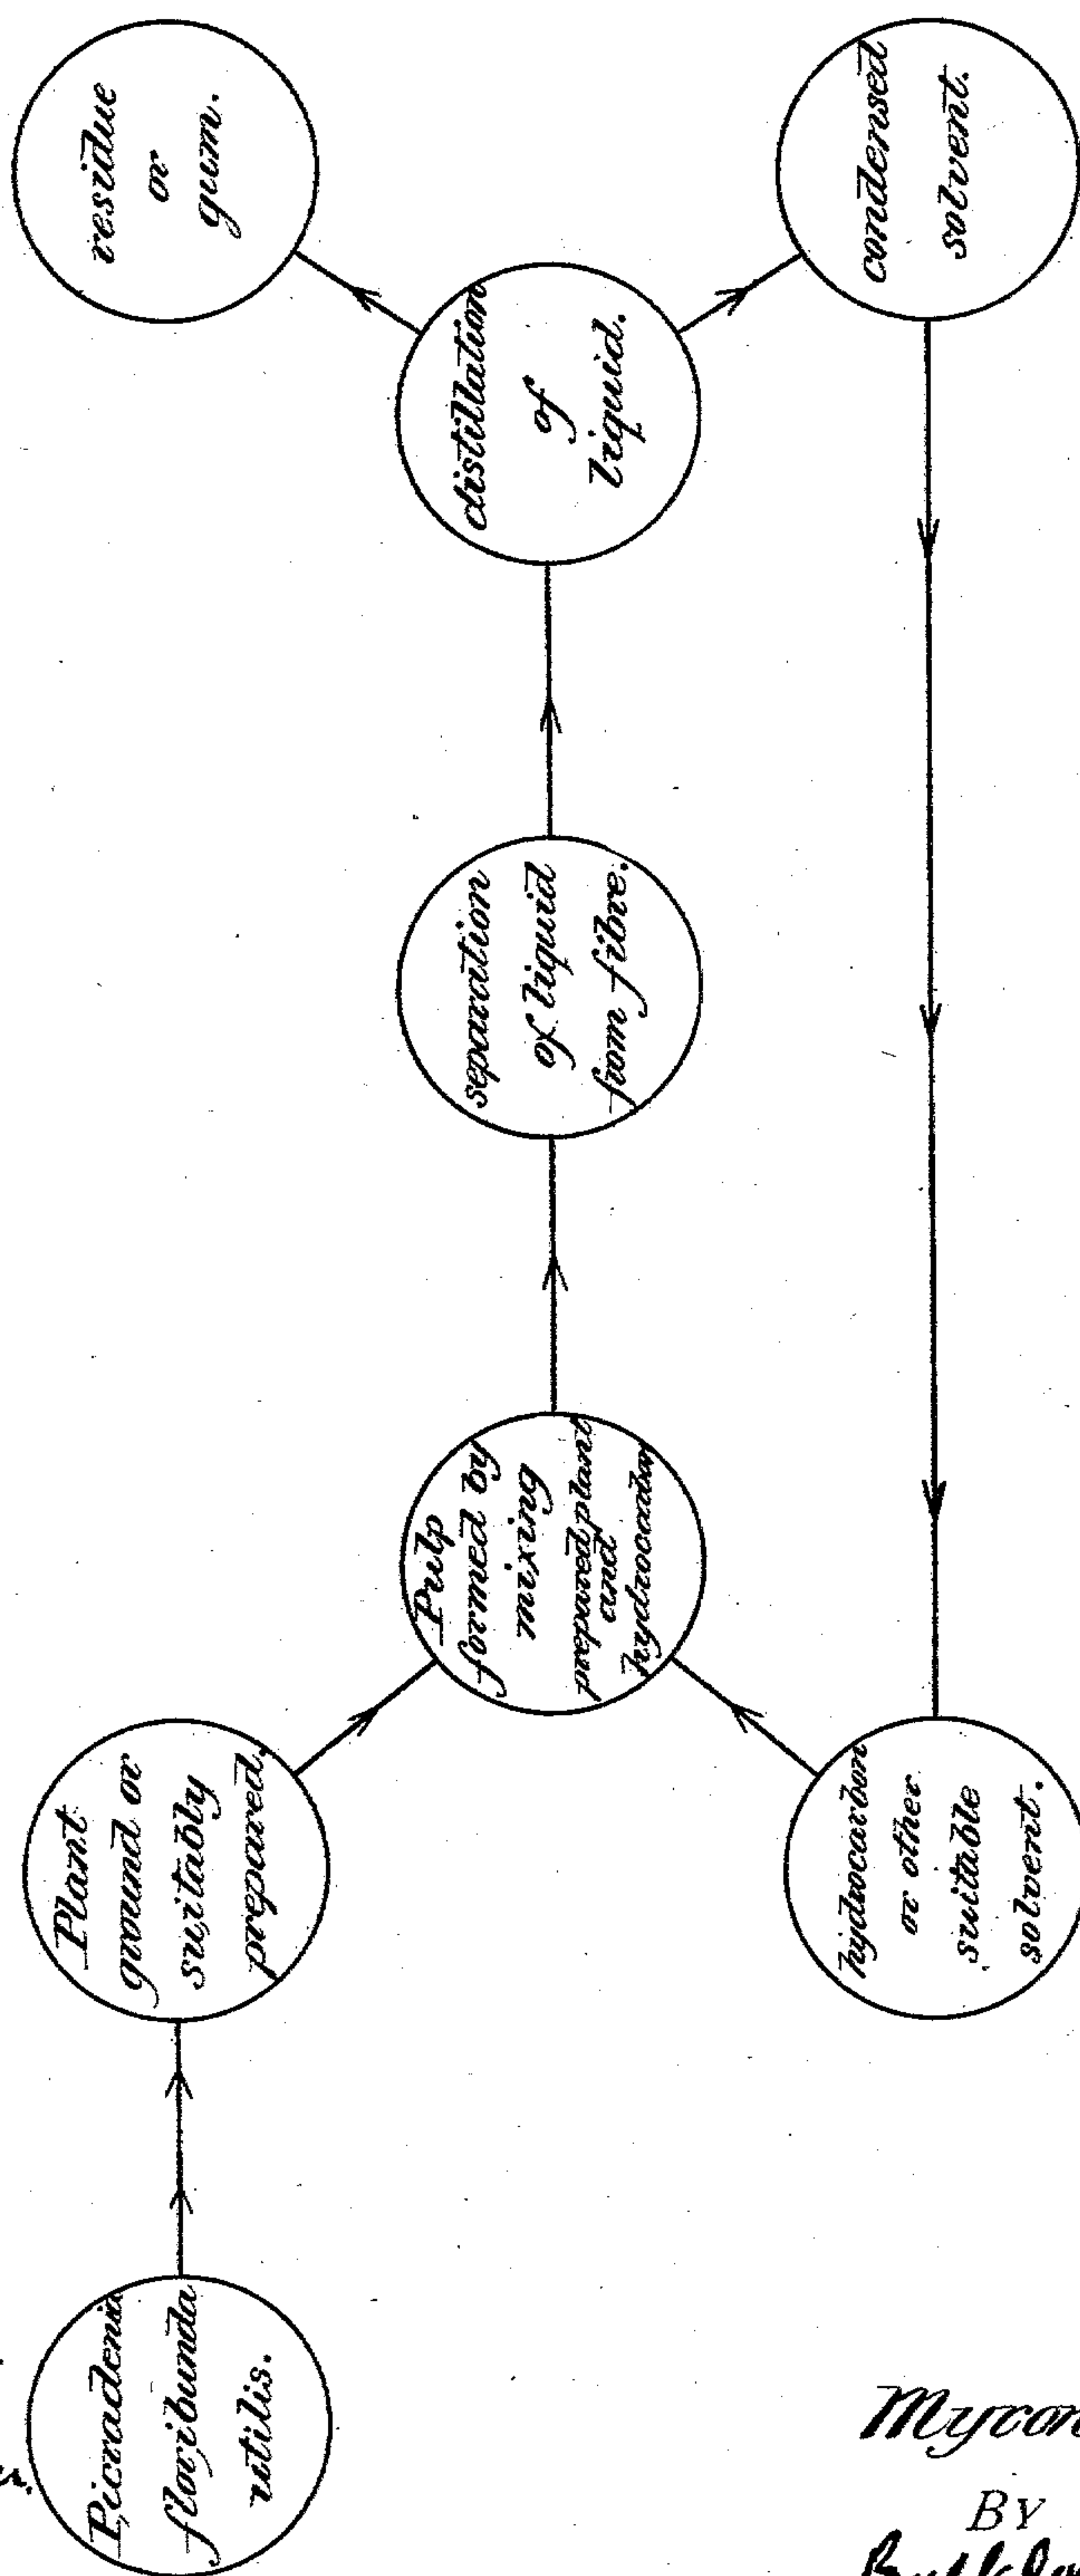 Picradenia
floribunda
utilis.
Plant
ground or
suitably
prepared.
hydrocarbon
or other
suitable
solvent.
Pulp
formed by
mixing
prepared plant
and
hydrocarbon
separation
of liquid
from fibre.
distillation
of
liquid.
residue
or
gum.
condensed
solvent.
Myron
BY